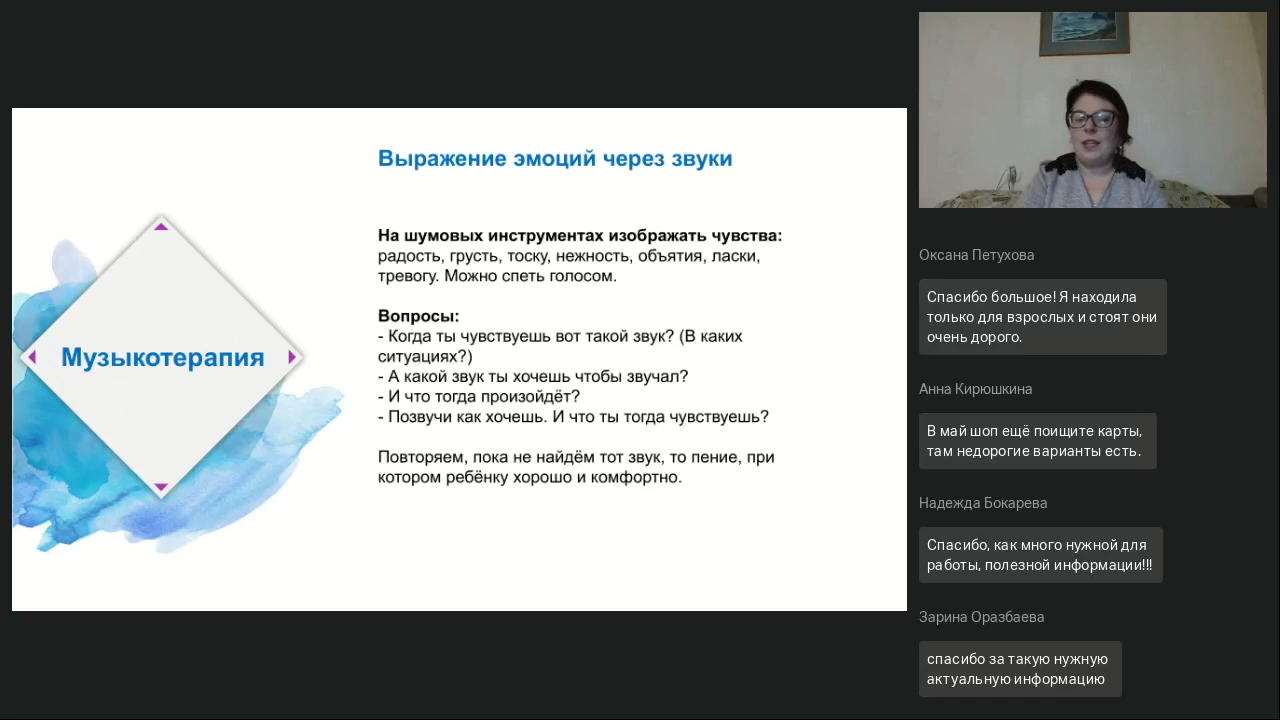 Выражение эмоций через звуки
На шумовых инструментах изображать чувства:
радость, грусть, тоску, нежность, объятия, ласки,
тревогу. Можно спеть голосом.
Вопросы:
- Когда ты чувствуешь вот такой звук? (В каких
ситуациях?)
- А какой звук ты хочешь чтобы звучал?
- И что тогда произойдёт?
- Позвучи как хочешь. И что ты тогда чувствуешь?
Повторяем, пока не найдём тот звук, то пение, при
котором ребёнку хорошо и комфортно.
Музыкотерапия
Оксана Петухова
Спасибо большое! Я находила
только для взрослых и стоят они
очень дорого.
Анна Кирюшкина
В май шоп ещё поищите карты,
там недорогие варианты есть.
Надежда Бокарева
Спасибо, как много нужной для
работы, полезной информации!!!
Зарина Оразбаева
спасибо за такую нужную
актуальную информацию